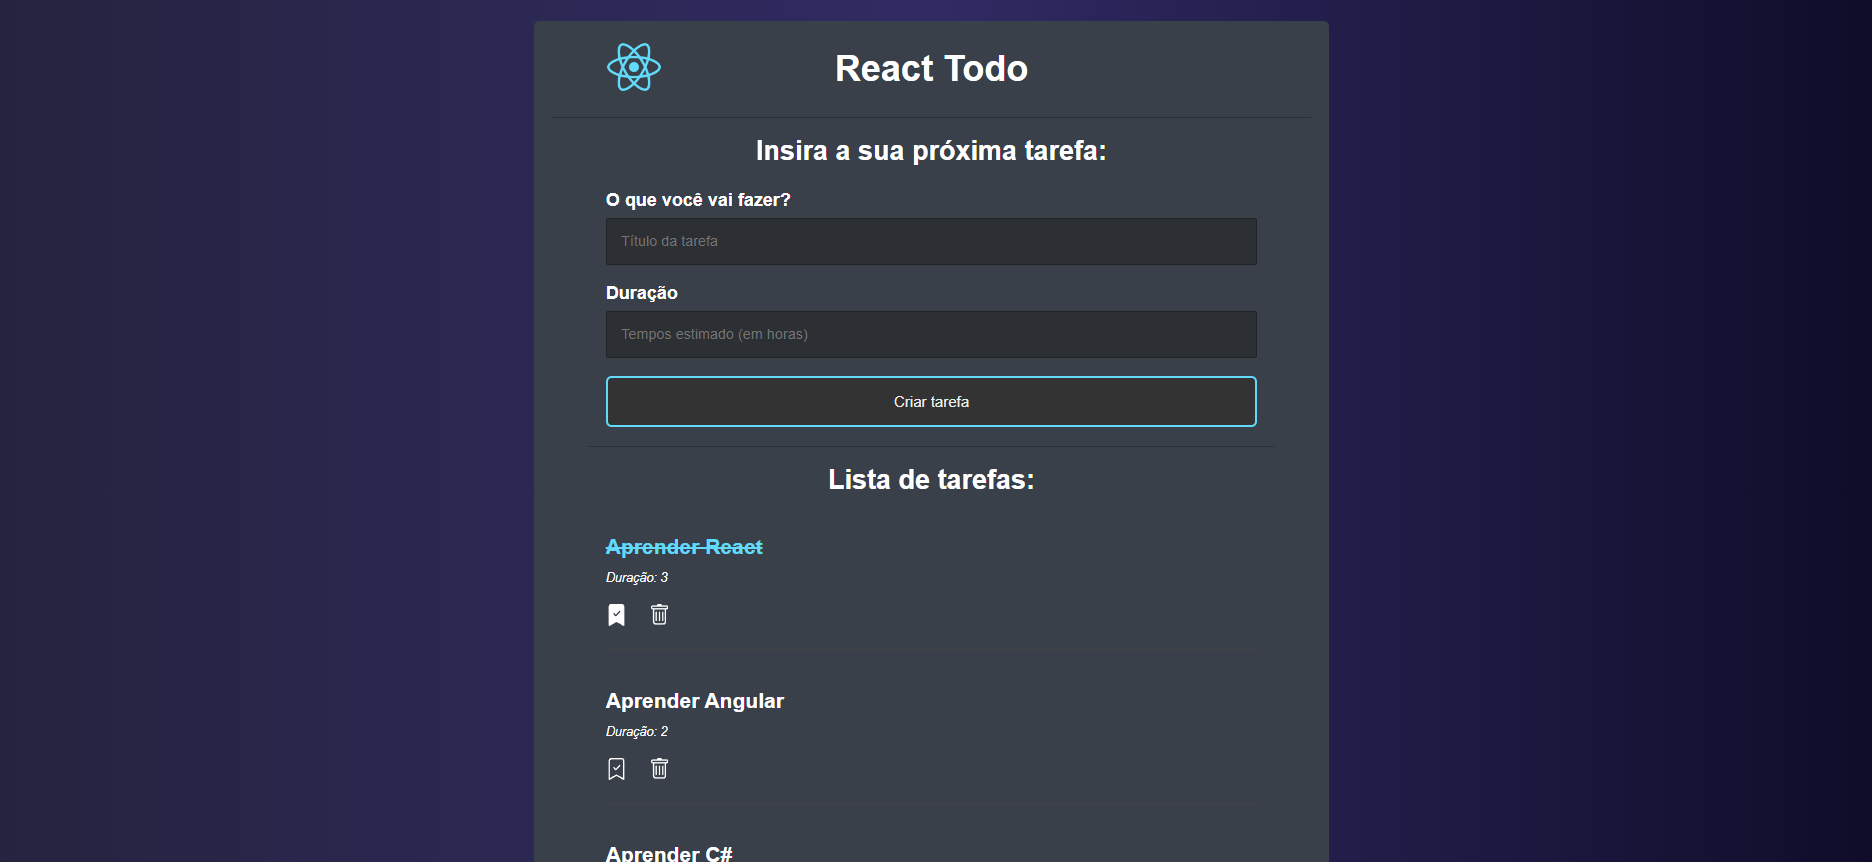 React Todo
Insira a sua próxima tarefa:
O que você vai fazer?
Título da tarefa
Duração
Tempos estimado (em horas)
Criar tarefa
Lista de tarefas:
Aprender React
Duração: 3
Aprender Angular
Duração: 2
Aprender C#